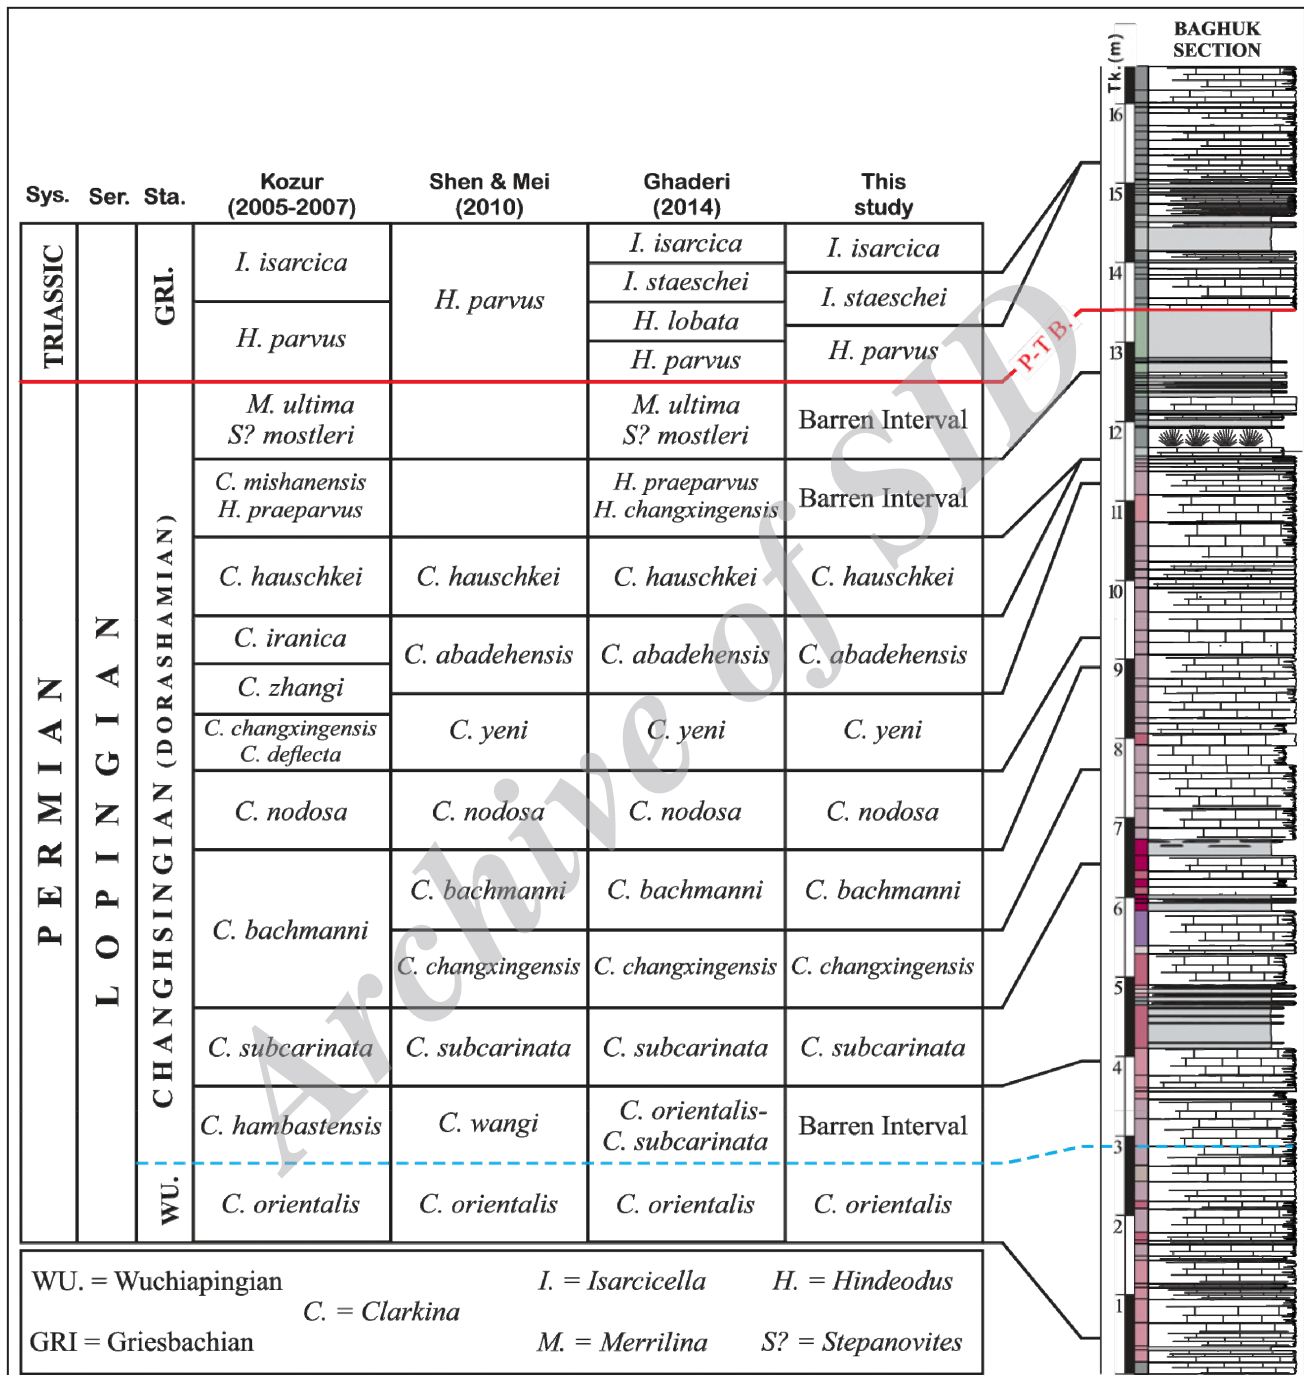 BAGHUK
SECTION
Tk. (m)
Sys.
Ser.
Sta.
Kozur
(2005-2007)
Shen & Mei
(2010)
Ghaderi
(2014)
This
study
TRIASSIC
PERMIAN
LOPINGIAN
GRI.
CHANGHSINGIAN (DORASHAMIAN)
WU.
I. isarcica
H. parvus
M. ultima
S? mostleri
C. mishanensis
H. praeparvus
C. hauschkei
C. iranica
C. zhangi
C. changxingensis
C. deflecta
C. nodosa
C. bachmanni
C. subcarinata
C. hambastensis
C. orientalis
H. parvus
C. hauschkei
C. abadehensis
C. yeni
C. nodosa
C. bachmanni
C. changxingensis
C. subcarinata
C. wangi
C. orientalis
I. isarcica
I. staeschei
H. lobata
H. parvus
M. ultima
S? mostleri
H. praeparvus
H. changxingensis
C. hauschkei
C. abadehensis
C. yeni
C. nodosa
C. bachmanni
C. changxingensis
C. subcarinata
C. orientalis-
C. subcarinata
C. orientalis
I. isarcica
I. staeschei
H. parvus
Barren Interval
Barren Interval
C. hauschkei
C. abadehensis
C. yeni
C. nodosa
C. bachmanni
C. changxingensis
C. subcarinata
Barren Interval
C. orientalis
P-T B.
16
15
14
13
12
11
10
9
8
7
6
5
4
3
2
1
WU. = Wuchiapingian
C. = Clarkina
GRI = Griesbachian
I. = Isarcicella
H. = Hindeodus
M. = Merrilina
S? = Stepanovites
Archive of SID